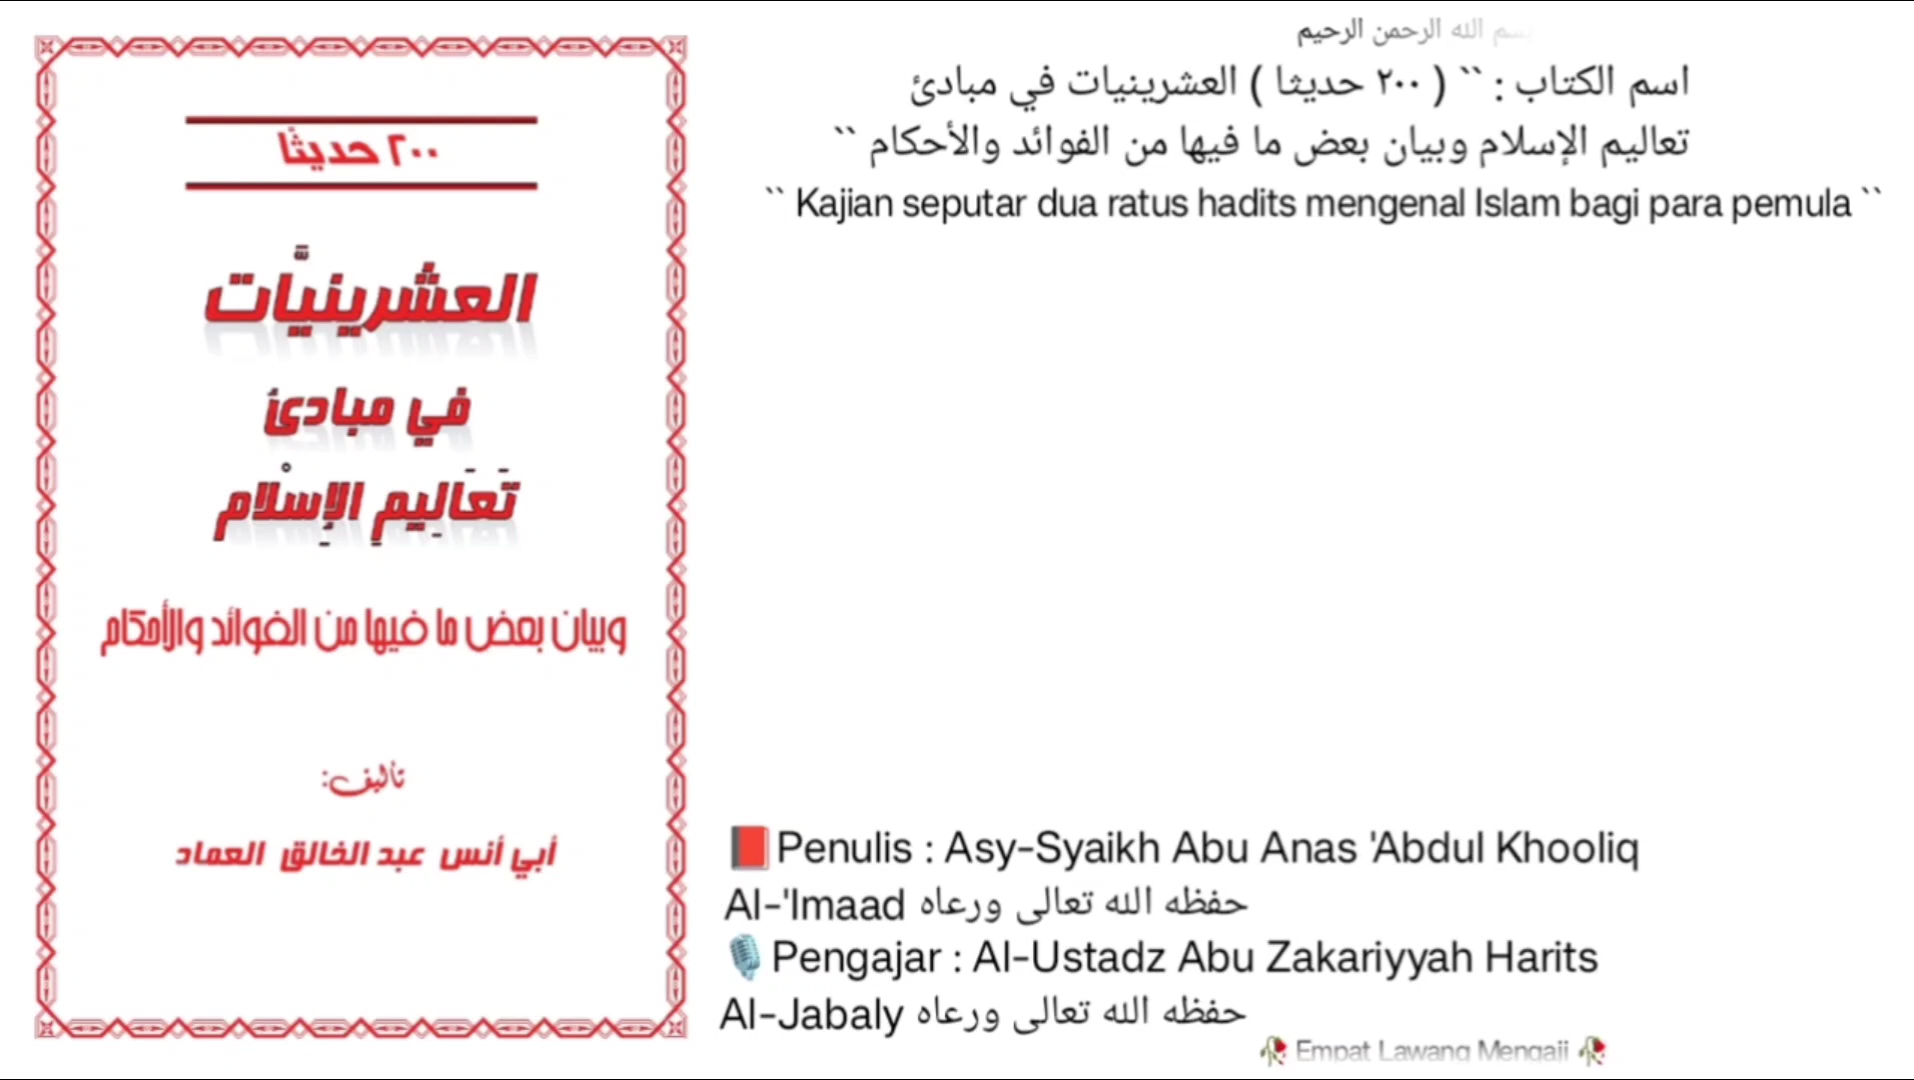 ٢٠٠ حديثًا
العشرينيَّات
في مبادئ
تَعَالِيمِ الإِسْلام
وبيان بعض ما فيها من الفوائد والأحكام
تأليف:
أبي أنس عبد الخالق العماد
بسم الله الرحمن الرحيم
اسم الكتاب : `` ( ٢٠٠ حديثا ) العشرينيات في مبادئ
تعاليم الإسلام وبيان بعض ما فيها من الفوائد والأحكام ``
`` Kajian seputar dua ratus hadits mengenal Islam bagi para pemula ``
📕Penulis : Asy-Syaikh Abu Anas 'Abdul Khooliq
Al-'Imaad حفظه الله تعالى ورعاه
🎙️Pengajar : Al-Ustadz Abu Zakariyyah Harits
Al-Jabaly حفظه الله تعالى ورعاه
🥀 Empat Lawang Mengaji 🥀